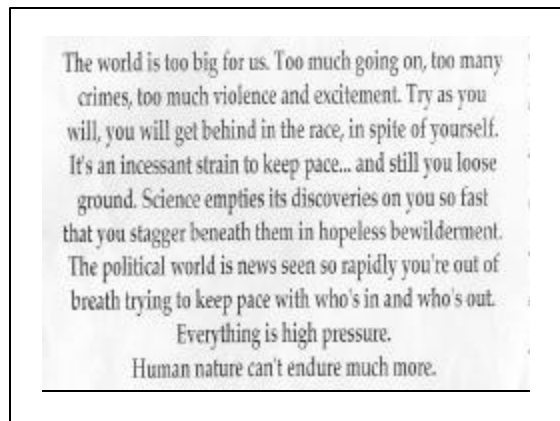 The world is too big for us. Too much going on, too many
crimes, too much violence and excitement. Try as you
will, you will get behind in the race, in spite of yourself.
It's an incessant strain to keep pace... and still you loose
ground. Science empties its discoveries on you so fast
that you stagger beneath them in hopeless bewilderment.
The political world is news seen so rapidly you're out of
breath trying to keep pace with who's in and who's out.
Everything is high pressure.
Human nature can't endure much more.